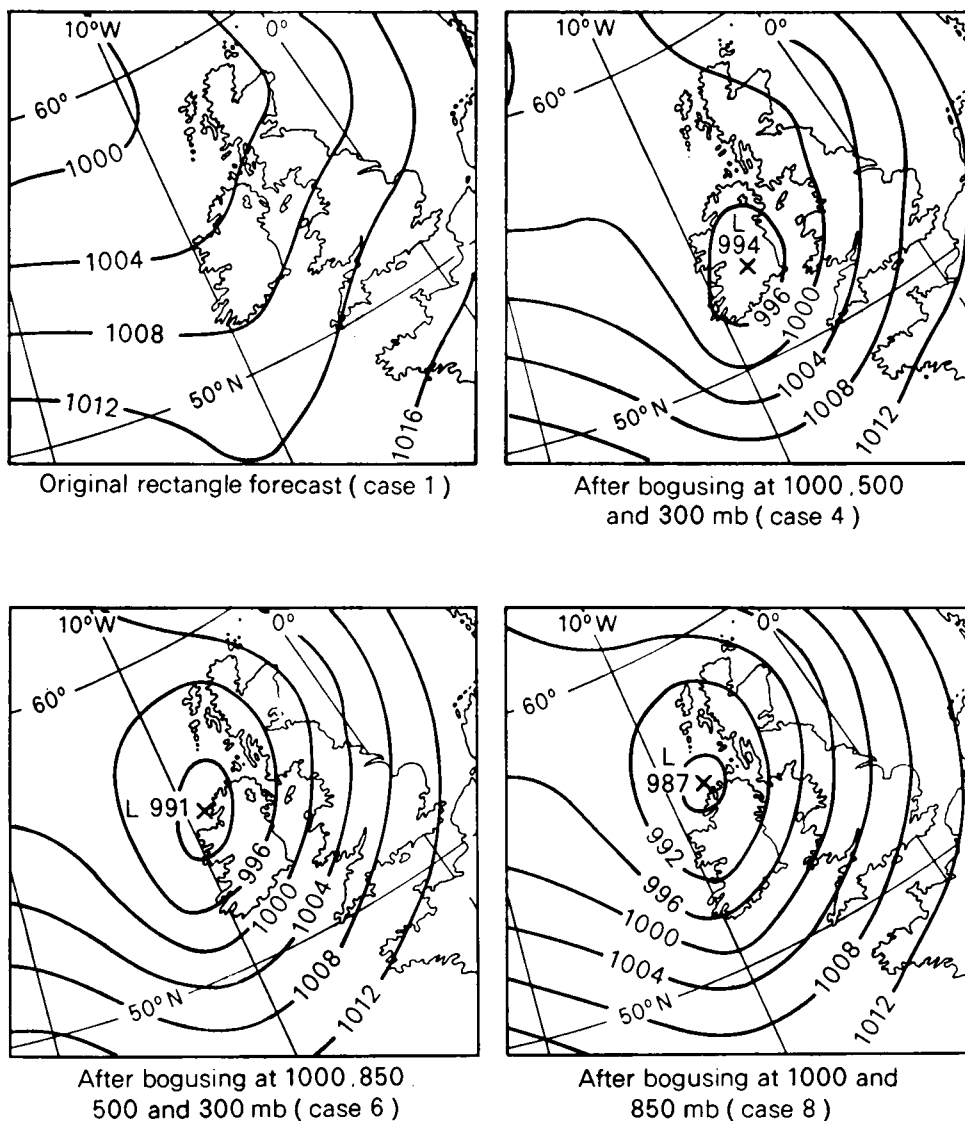 10°W
0°
60°
1000
1004
1008
1012
50° N
1016
Original rectangle forecast ( case 1 )
10°W
0°
60°
L
994
996
1000
1004
1008
50° N
1012
After bogusing at 1000 , 500
and 300 mb ( case 4 )
10°W
0°
60°
L 991
996
1000
1004
1008
50° N
1012
After bogusing at 1000 , 850
500 and 300 mb ( case 6 )
10°W
0°
60°
L
987
992
996
1000
1004
1008
50° N
1012
After bogusing at 1000 and
850 mb ( case 8 )